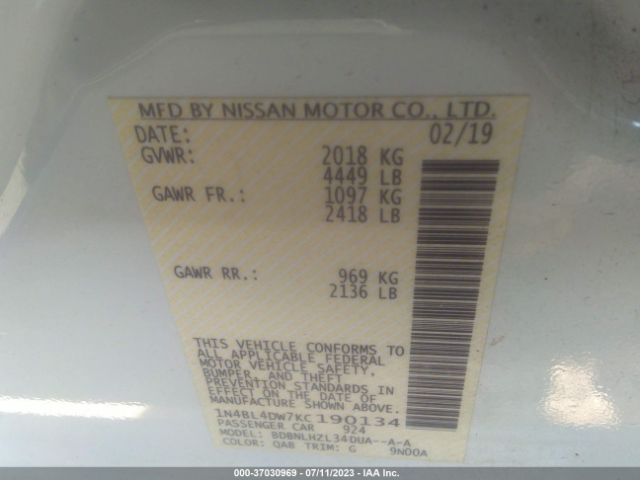 MFD BY NISSAN MOTOR CO., LTD.
DATE: 02/19
GVWR: 2018 KG
4449 LB
GAWR FR.: 1097 KG
2418 LB
GAWR RR.: 969 KG
2136 LB
THIS VEHICLE CONFORMS TO
ALL APPLICABLE FEDERAL
MOTOR VEHICLE SAFETY,
BUMPER, AND THEFT
PREVENTION STANDARDS IN
EFFECT ON THE DATE OF
MANUFACTURE SHOWN ABOVE.
1N4BL4DW7KC190134
PASSENGER CAR 924
MODEL: BDBNLHZL34DUA--A-A
COLOR: QAB TRIM: G 9N00A
000-37030969 - 07/11/2023 - IAA Inc.